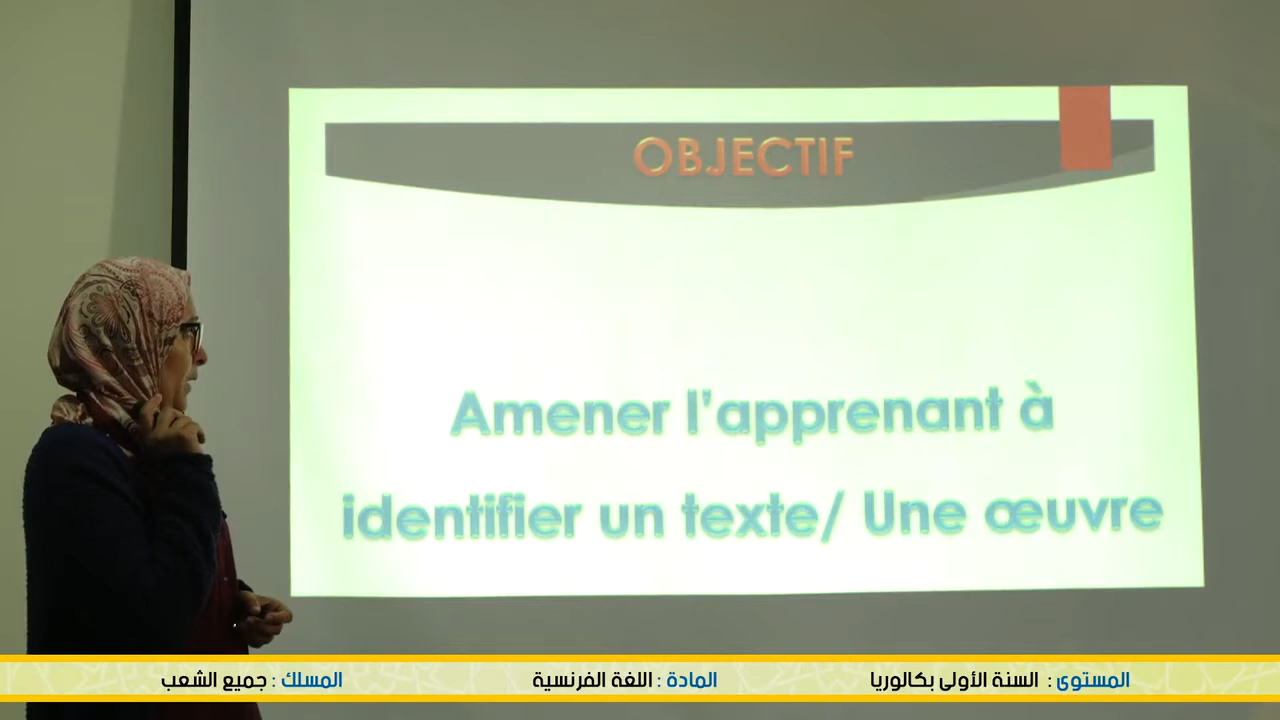 OBJECTIF
Amener l'apprenant à
identifier un texte/ Une œuvre
المستوى : السنة الأولى بكالوريا
المادة : اللغة الفرنسية
المسلك : جميع الشعب